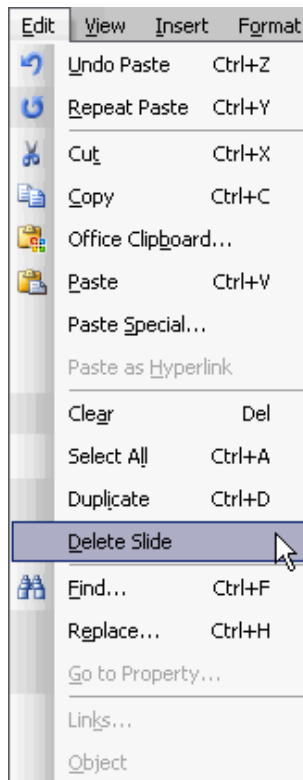 Edit View Insert Format
Undo Paste Ctrl+Z
Repeat Paste Ctrl+Y
Cut Ctrl+X
Copy Ctrl+C
Office Clipboard...
Paste Ctrl+V
Paste Special...
Paste as Hyperlink
Clear Del
Select All Ctrl+A
Duplicate Ctrl+D
Delete Slide
Find... Ctrl+F
Replace... Ctrl+H
Go to Property...
Links...
Object